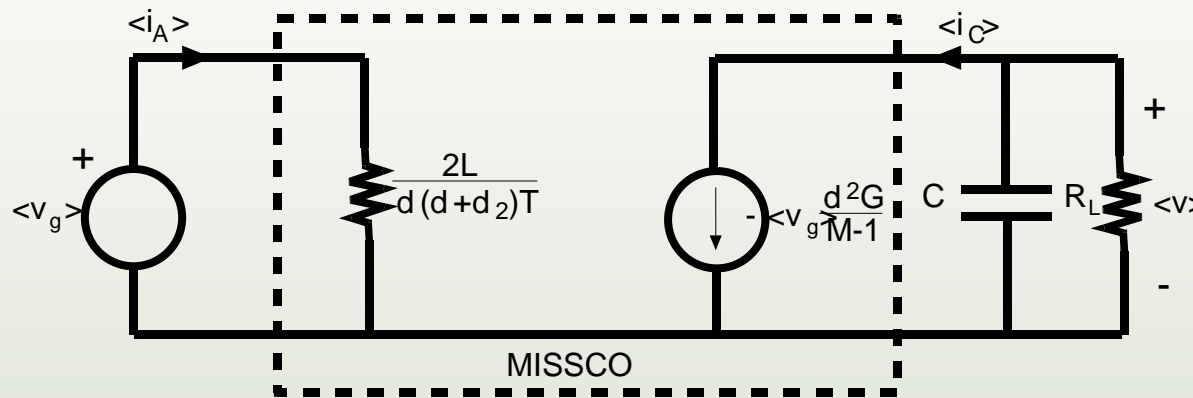 <i_A>
<i_C>
+
+
2L
d(d+d_2)T
<v_g>
- <v_g> d^2G
M-1
C
R_L
<v>
-
MISSCO